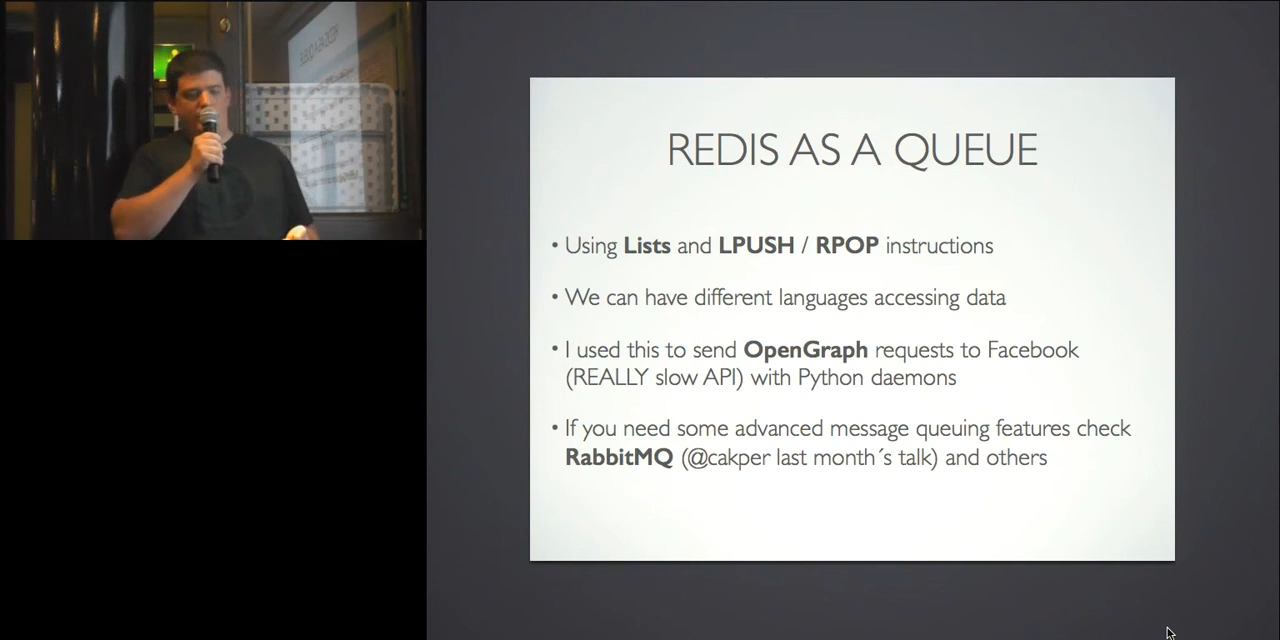 REDIS AS A QUEUE
• Using Lists and LPUSH / RPOP instructions
• We can have different languages accessing data
• I used this to send OpenGraph requests to Facebook
(REALLY slow API) with Python daemons
• If you need some advanced message queuing features check
RabbitMQ (@cakper last month´s talk) and others